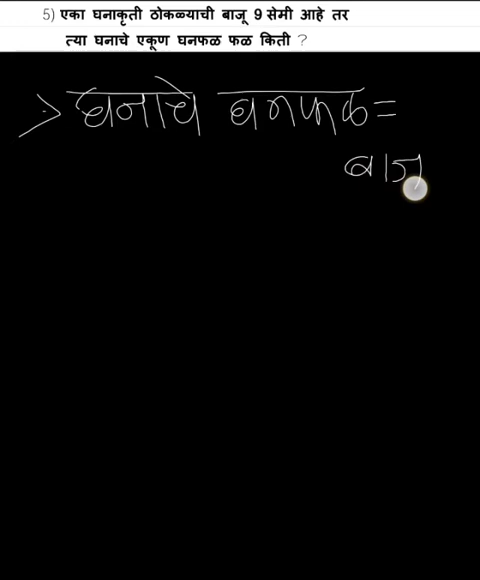 5) एका घनाकृती ठोकळ्याची बाजू 9 सेमी आहे तर
त्या घनाचे एकूण घनफळ फळ किती ?
> घनाचे घनफळ =
बाजु